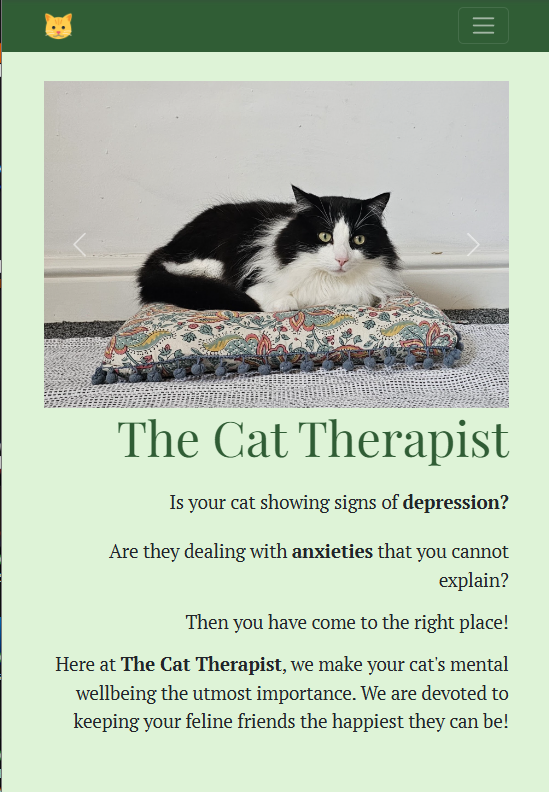 The Cat Therapist
Is your cat showing signs of depression?
Are they dealing with anxieties that you cannot
explain?
Then you have come to the right place!
Here at The Cat Therapist, we make your cat's mental
wellbeing the utmost importance. We are devoted to
keeping your feline friends the happiest they can be!